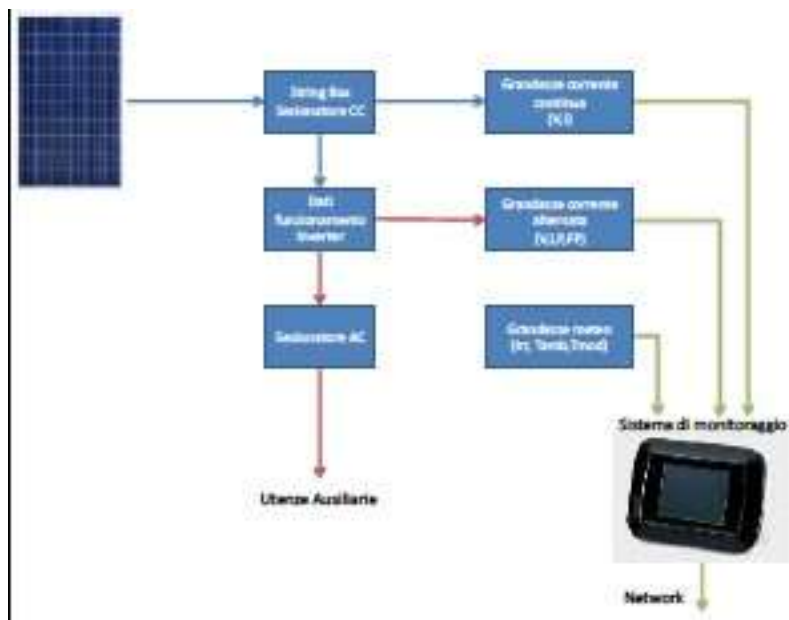 String Box
Sezionatore CC
Grandezze corrente
continua
(V,I)
Dati
funzionamento
Inverter
Grandezze corrente
alternata
(V,I,P,FP)
Sezionatore AC
Grandezze meteo
(Irr, Tamb,Tmod)
Sistema di monitoraggio
Utenze Ausiliarie
Network